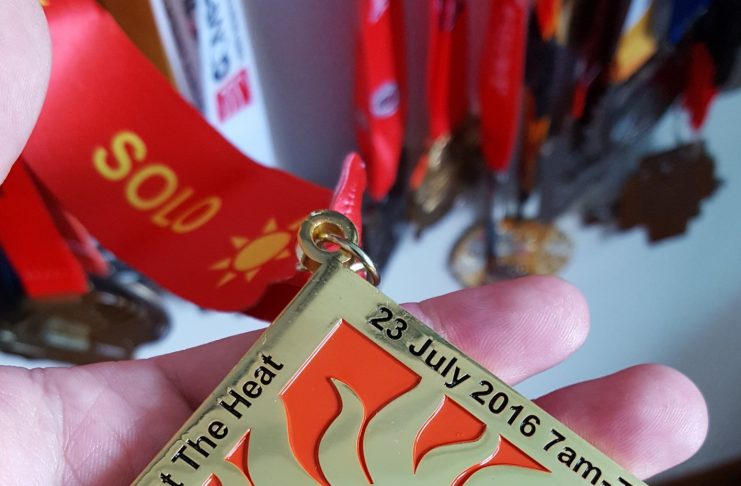 SOLO
t The Heat
23 July 2016 7am-